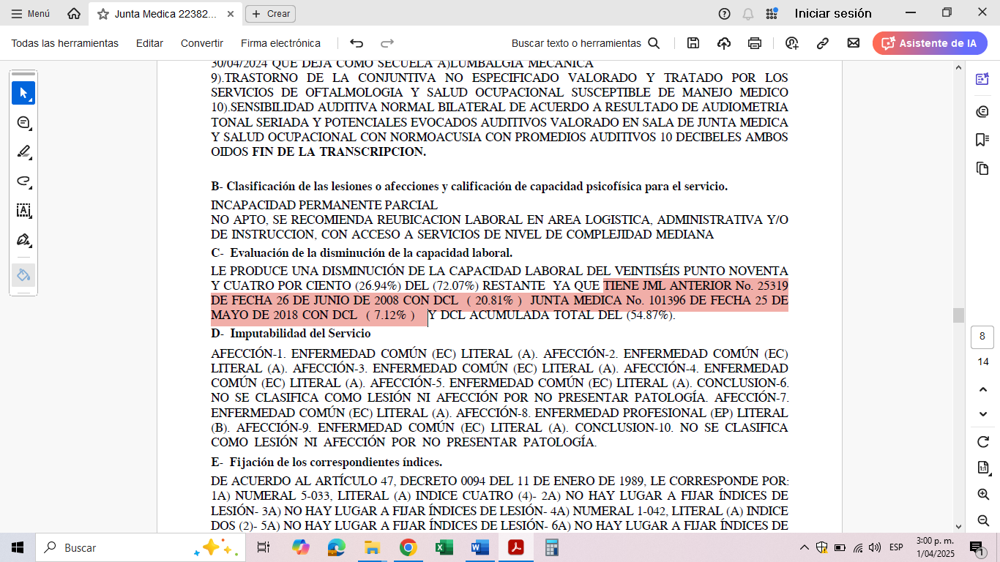 Menú
Junta Medica 22382...
Crear
Iniciar sesión
Todas las herramientas
Editar
Convertir
Firma electrónica
Buscar texto o herramientas
Asistente de IA
30/04/2024 QUE DEJA COMO SECUELA A)LUMBALGIA MECANICA
9).TRASTORNO DE LA CONJUNTIVA NO ESPECIFICADO VALORADO Y TRATADO POR LOS
SERVICIOS DE OFTALMOLOGIA Y SALUD OCUPACIONAL SUSCEPTIBLE DE MANEJO MEDICO
10).SENSIBILIDAD AUDITIVA NORMAL BILATERAL DE ACUERDO A RESULTADO DE AUDIOMETRIA
TONAL SERIADA Y POTENCIALES EVOCADOS AUDITIVOS VALORADO EN SALA DE JUNTA MEDICA
Y SALUD OCUPACIONAL CON NORMOACUSIA CON PROMEDIOS AUDITIVOS 10 DECIBELES AMBOS
OIDOS FIN DE LA TRANSCRIPCION.
B- Clasificación de las lesiones o afecciones y calificación de capacidad psicofísica para el servicio.
INCAPACIDAD PERMANENTE PARCIAL
NO APTO, SE RECOMIENDA REUBICACION LABORAL EN AREA LOGISTICA, ADMINISTRATIVA Y/O
DE INSTRUCCION, CON ACCESO A SERVICIOS DE NIVEL DE COMPLEJIDAD MEDIANA
C- Evaluación de la disminución de la capacidad laboral.
LE PRODUCE UNA DISMINUCIÓN DE LA CAPACIDAD LABORAL DEL VEINTISÉIS PUNTO NOVENTA
Y CUATRO POR CIENTO (26.94%) DEL (72.07%) RESTANTE YA QUE TIENE JML ANTERIOR No. 25319
DE FECHA 26 DE JUNIO DE 2008 CON DCL ( 20.81% ) JUNTA MEDICA No. 101396 DE FECHA 25 DE
MAYO DE 2018 CON DCL ( 7.12% ) Y DCL ACUMULADA TOTAL DEL (54.87%).
D- Imputabilidad del Servicio
AFECCIÓN-1. ENFERMEDAD COMÚN (EC) LITERAL (A). AFECCIÓN-2. ENFERMEDAD COMÚN (EC)
LITERAL (A). AFECCIÓN-3. ENFERMEDAD COMÚN (EC) LITERAL (A). AFECCIÓN-4. ENFERMEDAD
COMÚN (EC) LITERAL (A). AFECCIÓN-5. ENFERMEDAD COMÚN (EC) LITERAL (A). CONCLUSION-6.
NO SE CLASIFICA COMO LESIÓN NI AFECCIÓN POR NO PRESENTAR PATOLOGÍA. AFECCIÓN-7.
ENFERMEDAD COMÚN (EC) LITERAL (A). AFECCIÓN-8. ENFERMEDAD PROFESIONAL (EP) LITERAL
(B). AFECCIÓN-9. ENFERMEDAD COMÚN (EC) LITERAL (A). CONCLUSION-10. NO SE CLASIFICA
COMO LESIÓN NI AFECCIÓN POR NO PRESENTAR PATOLOGÍA.
E- Fijación de los correspondientes índices.
DE ACUERDO AL ARTÍCULO 47, DECRETO 0094 DEL 11 DE ENERO DE 1989, LE CORRESPONDE POR:
1A) NUMERAL 5-033, LITERAL (A) INDICE CUATRO (4)- 2A) NO HAY LUGAR A FIJAR ÍNDICES DE
LESIÓN- 3A) NO HAY LUGAR A FIJAR ÍNDICES DE LESIÓN- 4A) NUMERAL 1-042, LITERAL (A) INDICE
DOS (2)- 5A) NO HAY LUGAR A FIJAR ÍNDICES DE LESIÓN- 6A) NO HAY LUGAR A FIJAR ÍNDICES DE
8
14
1:1
Buscar
ESP
3:00 p. m.
1/04/2025
1